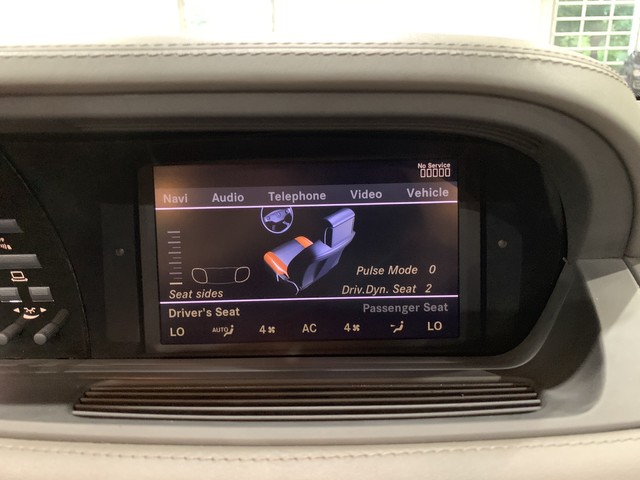 No Service
Navi Audio Telephone Video Vehicle
Pulse Mode 0
Seat sides Driv.Dyn. Seat 2
Driver's Seat Passenger Seat
LO AUTO 4 AC 4 LO